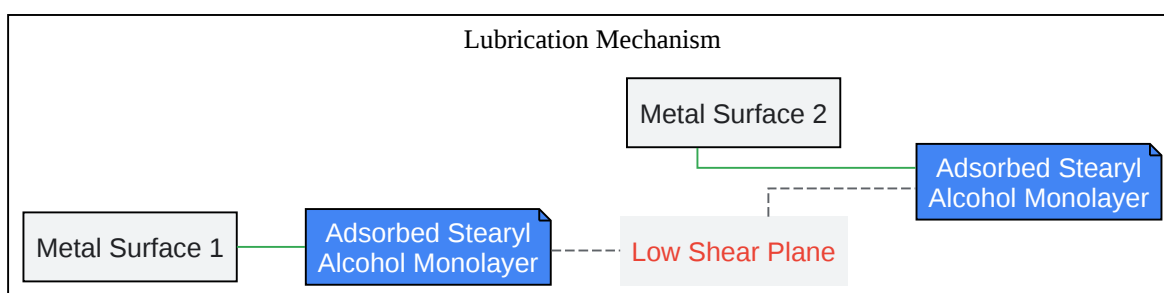 Lubrication Mechanism
Metal Surface 2
Adsorbed Stearyl
Alcohol Monolayer
Metal Surface 1
Adsorbed Stearyl
Alcohol Monolayer
Low Shear Plane